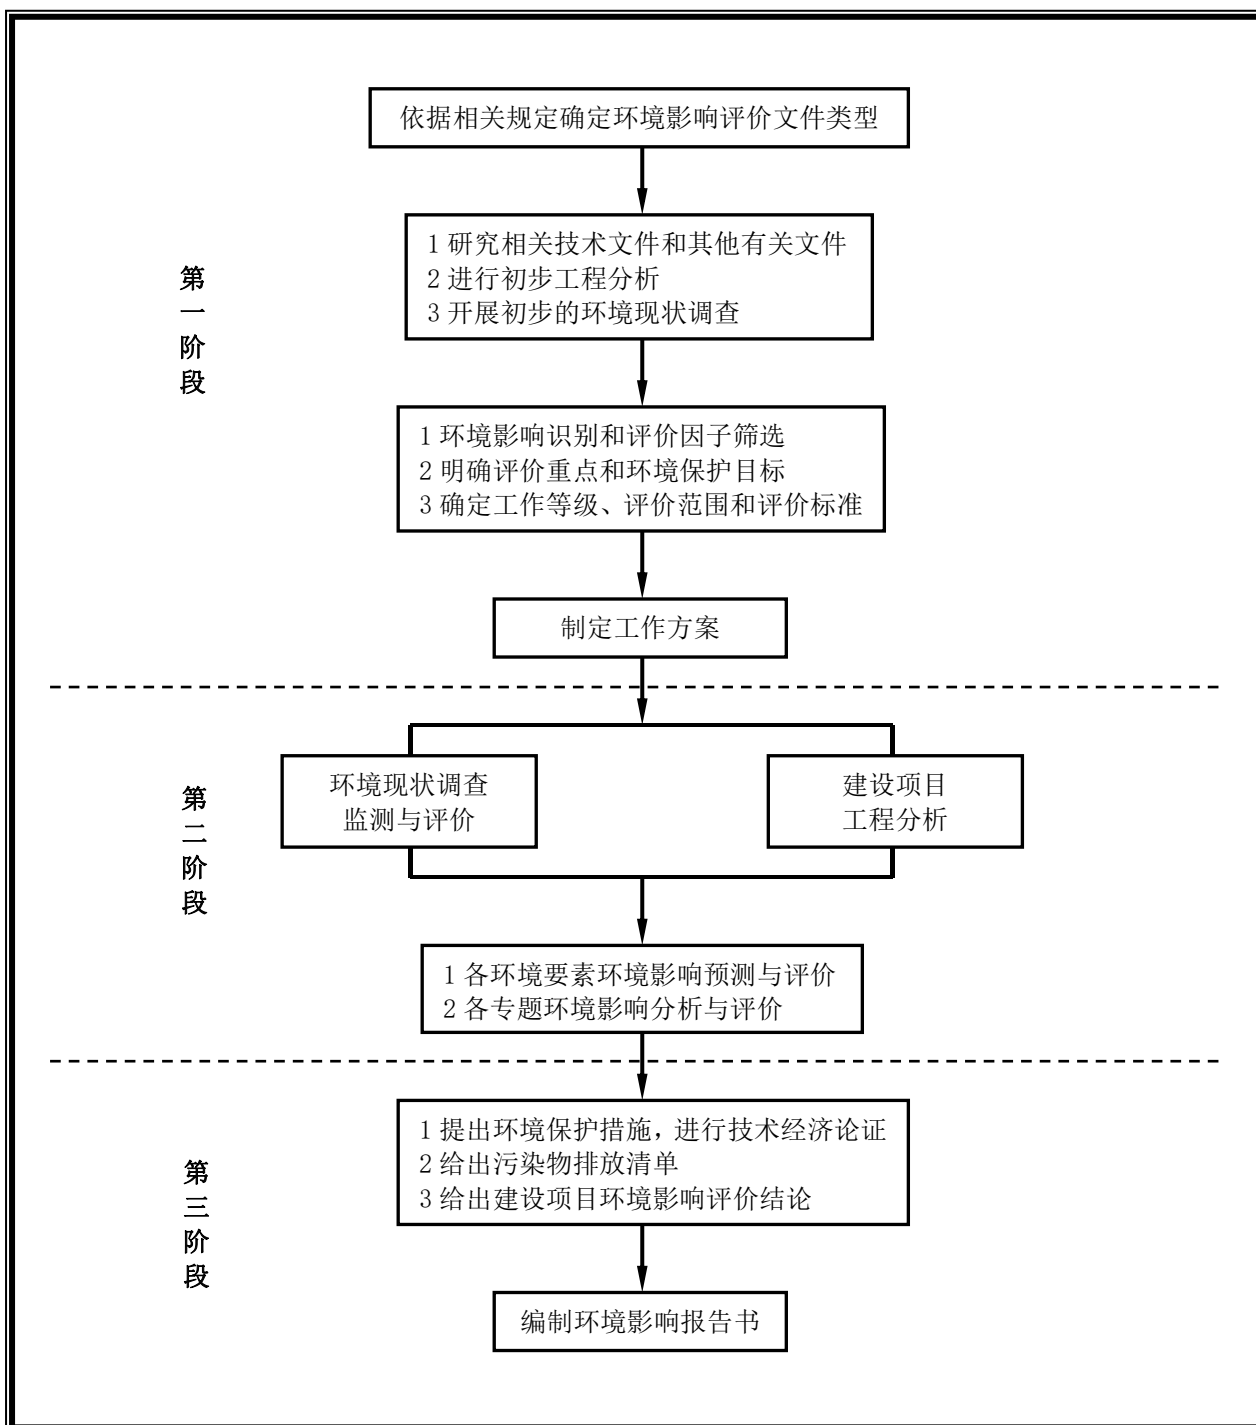 依据相关规定确定环境影响评价文件类型
1 研究相关技术文件和其他有关文件
2 进行初步工程分析
3 开展初步的环境现状调查
第
一
阶
段
1 环境影响识别和评价因子筛选
2 明确评价重点和环境保护目标
3 确定工作等级、评价范围和评价标准
制定工作方案
环境现状调查
监测与评价
建设项目
工程分析
第
二
阶
段
1 各环境要素环境影响预测与评价
2 各专题环境影响分析与评价
1 提出环境保护措施，进行技术经济论证
2 给出污染物排放清单
3 给出建设项目环境影响评价结论
第
三
阶
段
编制环境影响报告书